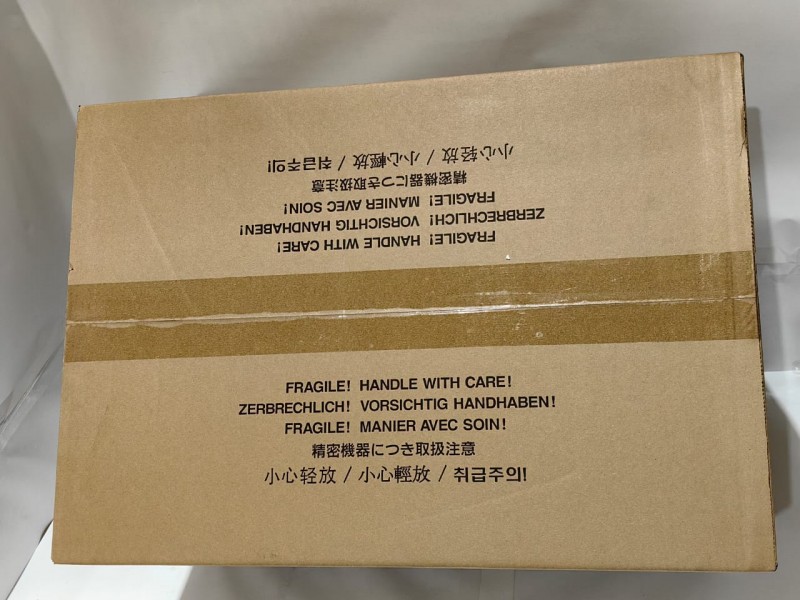 小心轻放 / 小心輕放 / 취급주의!
精密機器につき取扱注意
FRAGILE! MANIER AVEC SOIN!
ZERBRECHLICH! VORSICHTIG HANDHABEN!
FRAGILE! HANDLE WITH CARE!
FRAGILE! HANDLE WITH CARE!
ZERBRECHLICH! VORSICHTIG HANDHABEN!
FRAGILE! MANIER AVEC SOIN!
精密機器につき取扱注意
小心轻放 / 小心輕放 / 취급주의!